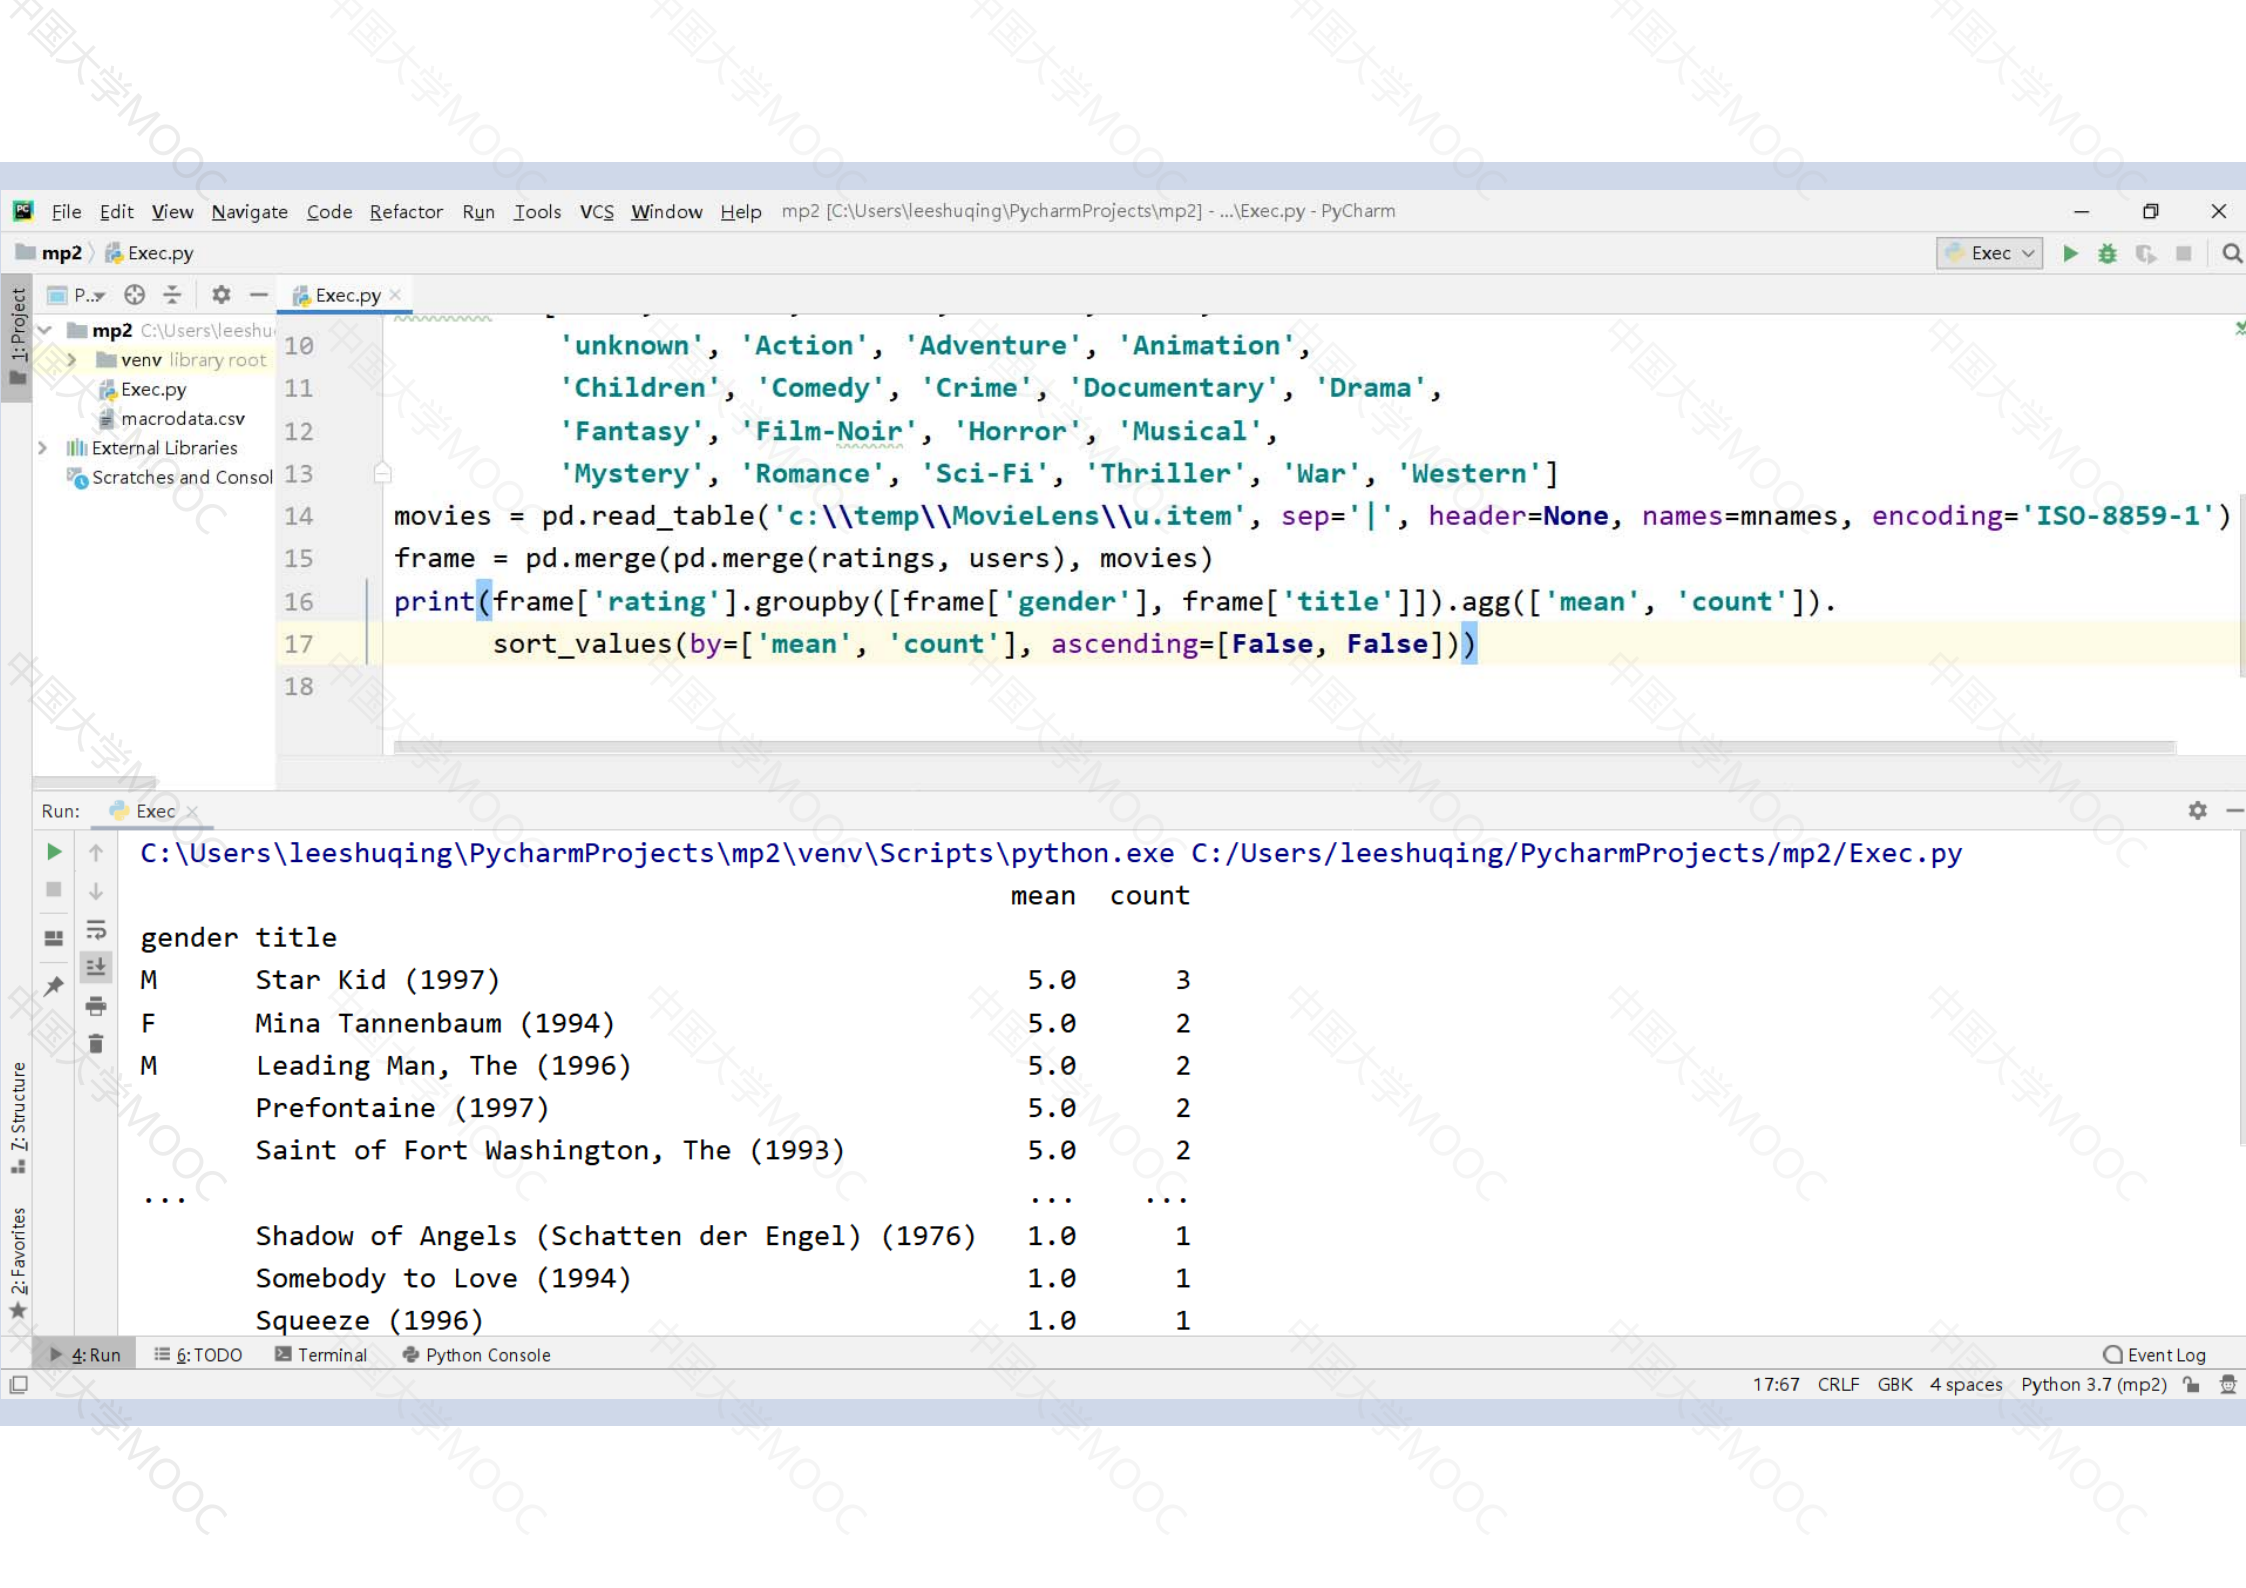 File Edit View Navigate Code Refactor Run Tools VCS Window Help mp2 [C:\Users\leeshuqing\PycharmProjects\mp2] - ...\Exec.py - PyCharm
mp2 Exec.py
Exec
1: Project
P..
Exec.py
mp2 C:\Users\leeshu
venv library root
Exec.py
macrodata.csv
External Libraries
Scratches and Consol
10 'unknown', 'Action', 'Adventure', 'Animation',
11 'Children', 'Comedy', 'Crime', 'Documentary', 'Drama',
12 'Fantasy', 'Film-Noir', 'Horror', 'Musical',
13 'Mystery', 'Romance', 'Sci-Fi', 'Thriller', 'War', 'Western']
14 movies = pd.read_table('c:\\temp\\MovieLens\\u.item', sep='|', header=None, names=mnames, encoding='ISO-8859-1')
15 frame = pd.merge(pd.merge(ratings, users), movies)
16 print(frame['rating'].groupby([frame['gender'], frame['title']]).agg(['mean', 'count']).
17 sort_values(by=['mean', 'count'], ascending=[False, False]))
18
Run: Exec
C:\Users\leeshuqing\PycharmProjects\mp2\venv\Scripts\python.exe C:/Users/leeshuqing/PycharmProjects/mp2/Exec.py
mean count
gender title
M Star Kid (1997) 5.0 3
F Mina Tannenbaum (1994) 5.0 2
M Leading Man, The (1996) 5.0 2
Prefontaine (1997) 5.0 2
Saint of Fort Washington, The (1993) 5.0 2
... ... ...
Shadow of Angels (Schatten der Engel) (1976) 1.0 1
Somebody to Love (1994) 1.0 1
Squeeze (1996) 1.0 1
7: Structure
2: Favorites
4: Run 6: TODO Terminal Python Console Event Log
17:67 CRLF GBK 4 spaces Python 3.7 (mp2)
中国大学MOOC